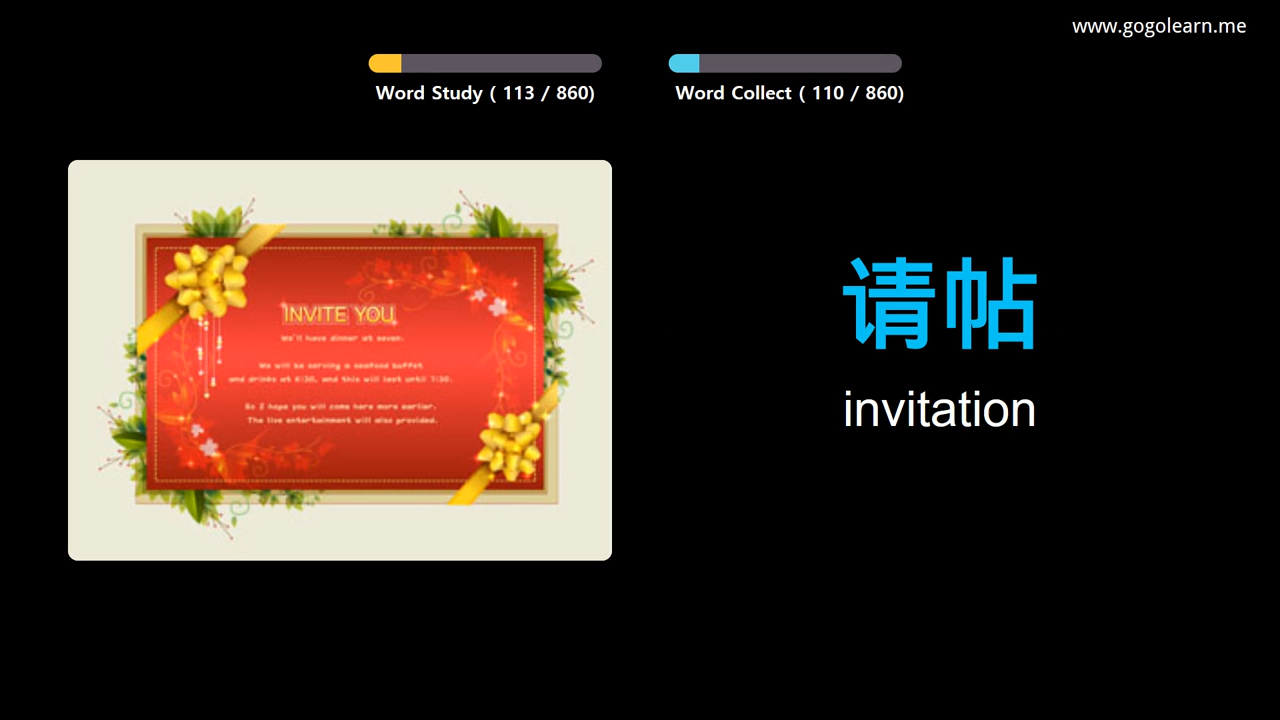 www.gogolearn.me
Word Study ( 113 / 860)
Word Collect ( 110 / 860)
INVITE YOU
We'll have dinner at seven.
We will be serving a seafood buffet
and drinks at 6:30, and this will last until 7:30.
So I hope you will come here more earlier.
The live entertainment will also provided.
请帖
invitation